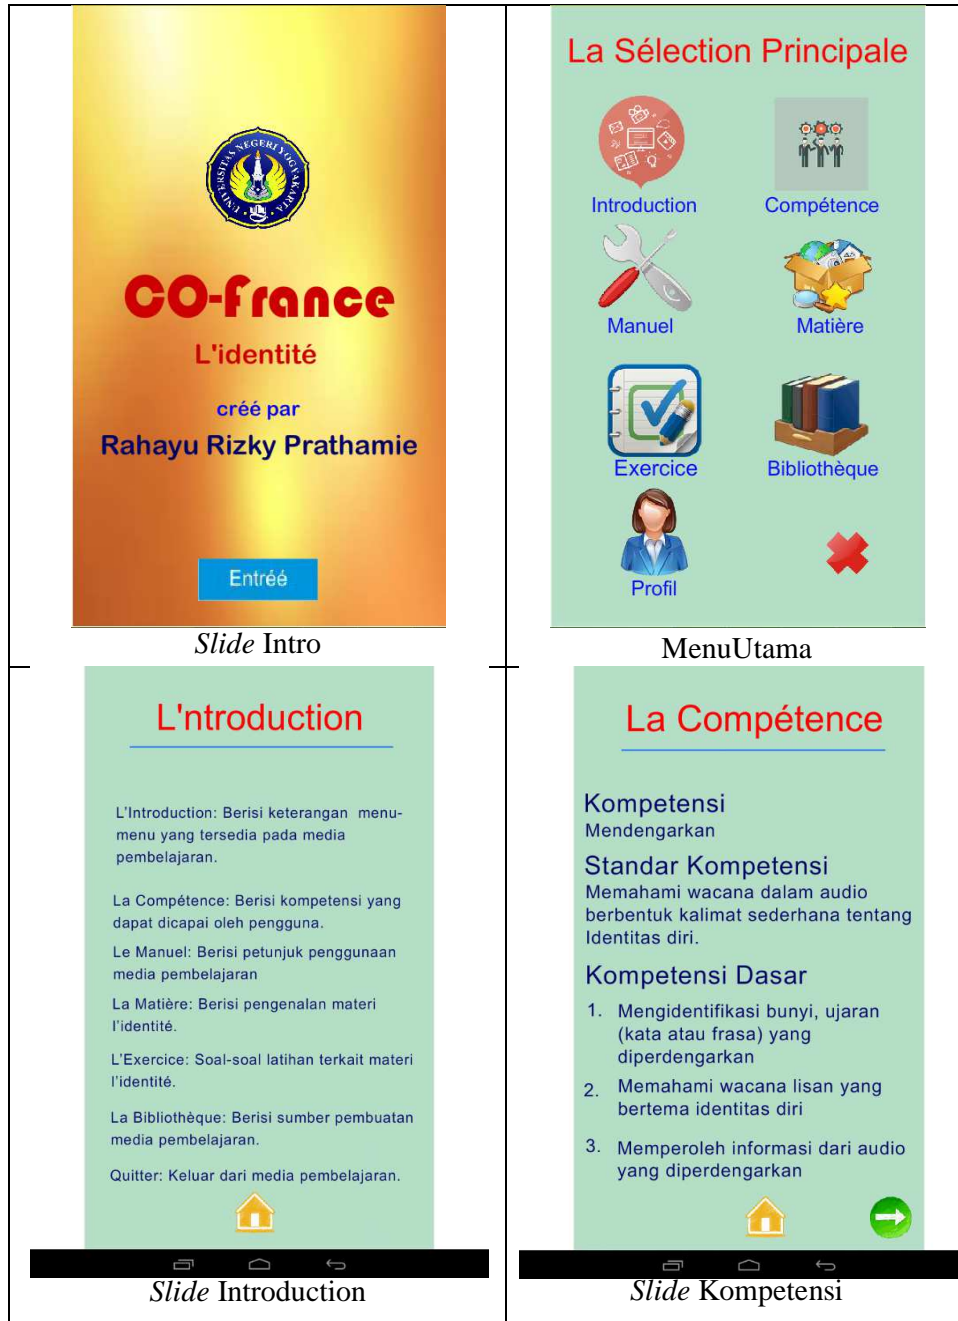 UNIVERSITAS NEGERI YOGYAKARTA
CO-France
L'identité
créé par
Rahayu Rizky Prathamie
Entréé
Slide Intro
La Sélection Principale
Introduction
Compétence
Manuel
Matière
Exercice
Bibliothèque
Profil
MenuUtama
L'ntroduction
L'Introduction: Berisi keterangan menu-
menu yang tersedia pada media
pembelajaran.
La Compétence: Berisi kompetensi yang
dapat dicapai oleh pengguna.
Le Manuel: Berisi petunjuk penggunaan
media pembelajaran
La Matière: Berisi pengenalan materi
l'identité.
L'Exercice: Soal-soal latihan terkait materi
l'identité.
La Bibliothèque: Berisi sumber pembuatan
media pembelajaran.
Quitter: Keluar dari media pembelajaran.
Slide Introduction
La Compétence
Kompetensi
Mendengarkan
Standar Kompetensi
Memahami wacana dalam audio
berbentuk kalimat sederhana tentang
Identitas diri.
Kompetensi Dasar
1. Mengidentifikasi bunyi, ujaran
(kata atau frasa) yang
diperdengarkan
2. Memahami wacana lisan yang
bertema identitas diri
3. Memperoleh informasi dari audio
yang diperdengarkan
Slide Kompetensi